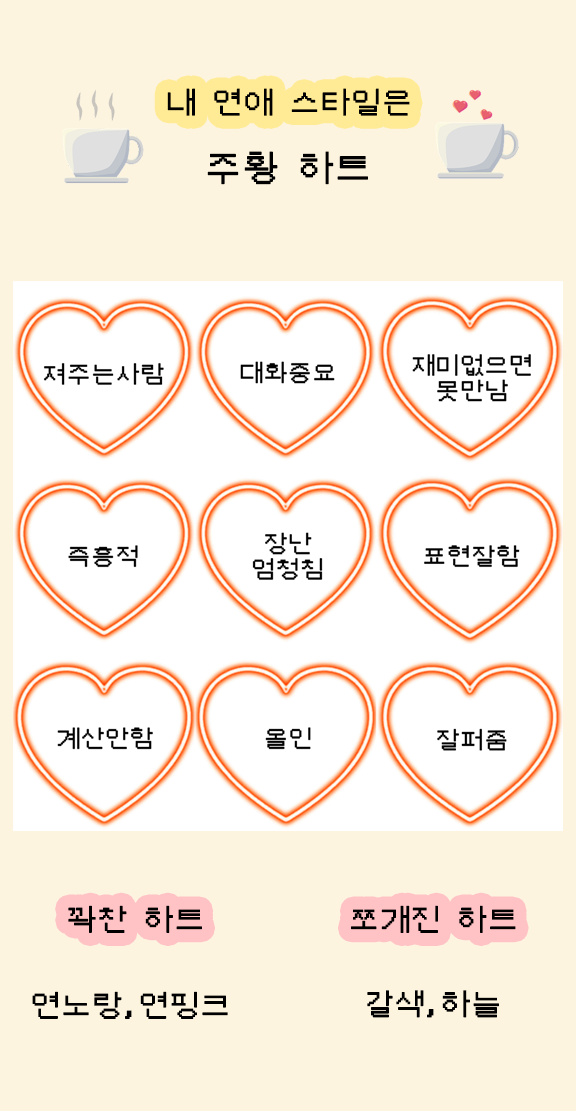 내 연애 스타일은
주황 하트
져주는사람
대화중요
재미없으면
못만남
즉흥적
장난
엄청침
표현잘함
계산안함
올인
잘퍼줌
꽉찬 하트
쪼개진 하트
연노랑,연핑크
갈색,하늘